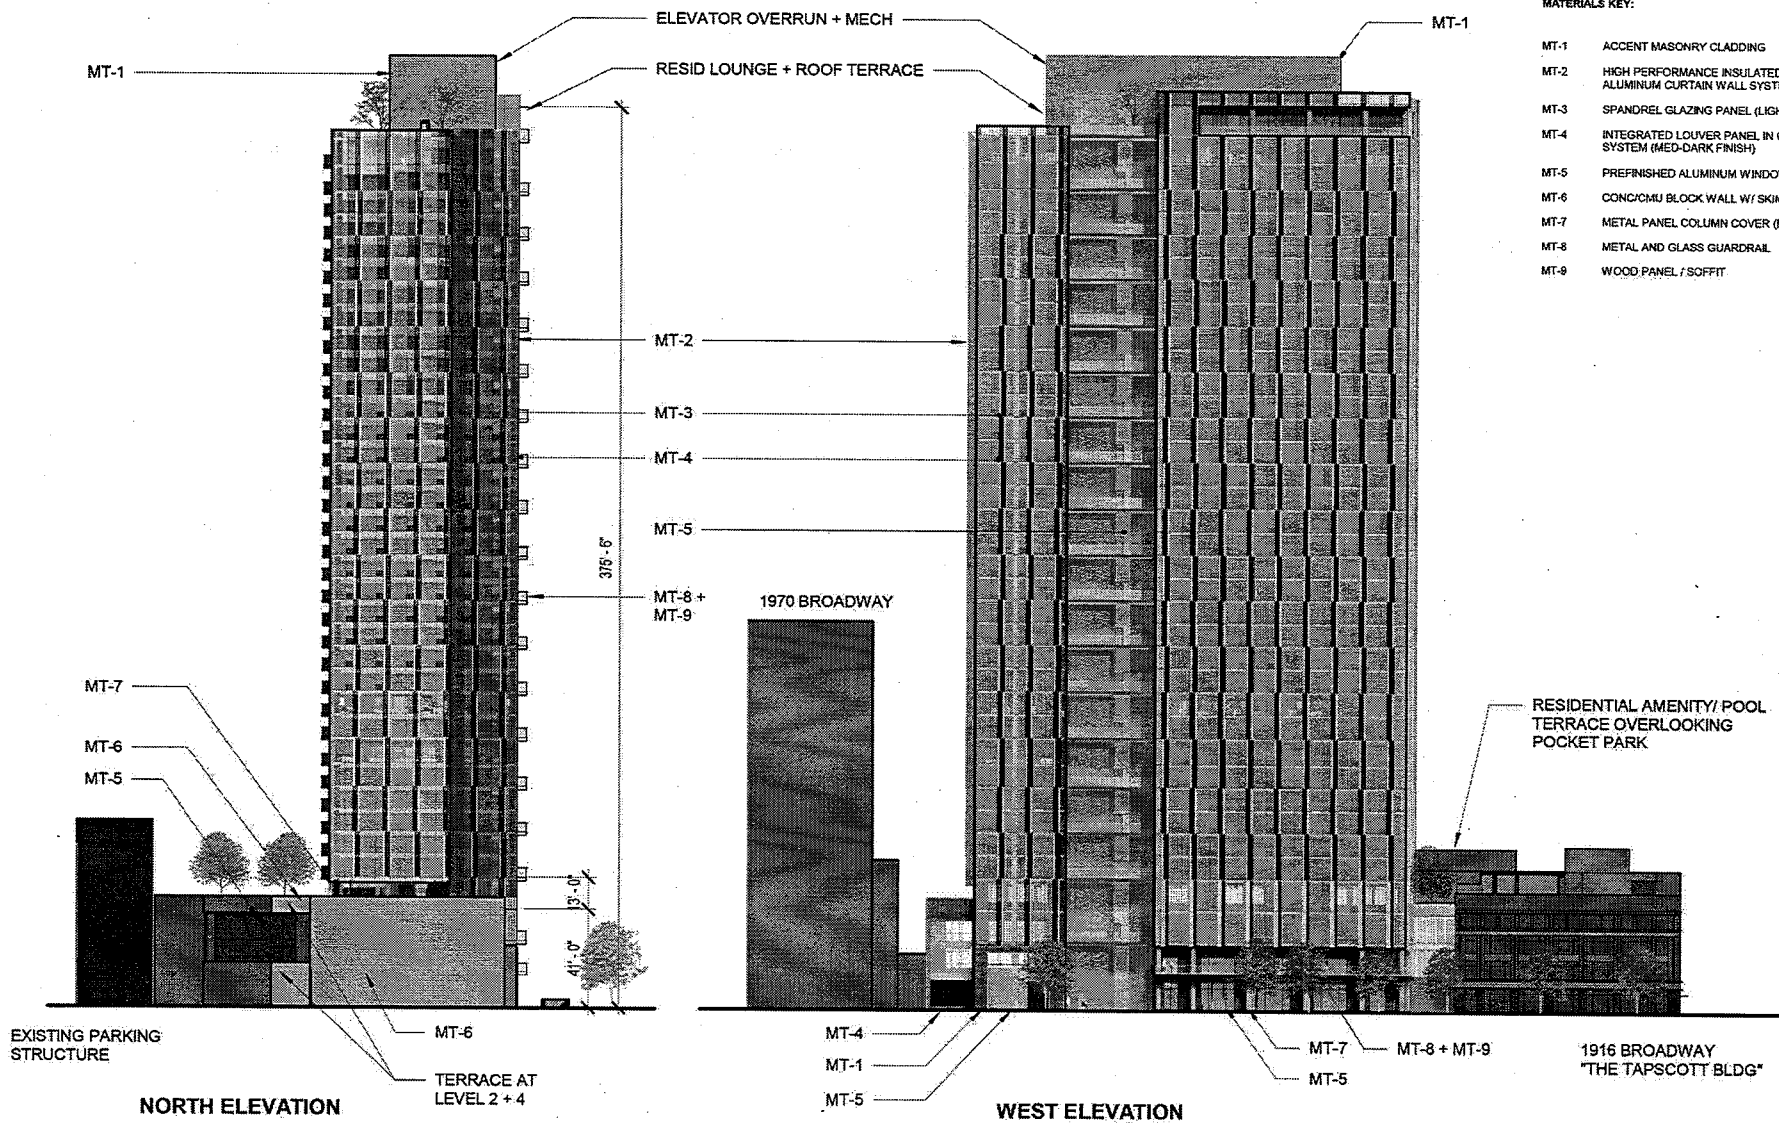 MATERIALS KEY:
MT-1 ACCENT MASONRY CLADDING
MT-2 HIGH PERFORMANCE INSULATED
ALUMINUM CURTAIN WALL
MT-3 SPANDREL GLAZING PANEL
MT-4 INTEGRATED LOUVER PANEL IN
SYSTEM (MED-DARK FINISH)
MT-5 PREFINISHED ALUMINUM
MT-6 CONC/CMU BLOCK WALL W/
MT-7 METAL PANEL COLUMN COVER
MT-8 METAL AND GLASS GUARDRAIL
MT-9 WOOD PANEL / SOFFIT
ELEVATOR OVERRUN + MECH
MT-1
MT-1
RESID LOUNGE + ROOF TERRACE
MT-2
MT-3
MT-4
MT-5
375'-6"
MT-8 +
MT-9
1970 BROADWAY
MT-7
MT-6
MT-5
RESIDENTIAL AMENITY/ POOL
TERRACE OVERLOOKING
POCKET PARK
13'-0"
41'-0"
EXISTING PARKING
STRUCTURE
MT-6
TERRACE AT
LEVEL 2 + 4
NORTH ELEVATION
MT-4
MT-1
MT-5
MT-7
MT-5
MT-8 + MT-9
1916 BROADWAY
"THE TAPSCOTT BLDG"
WEST ELEVATION